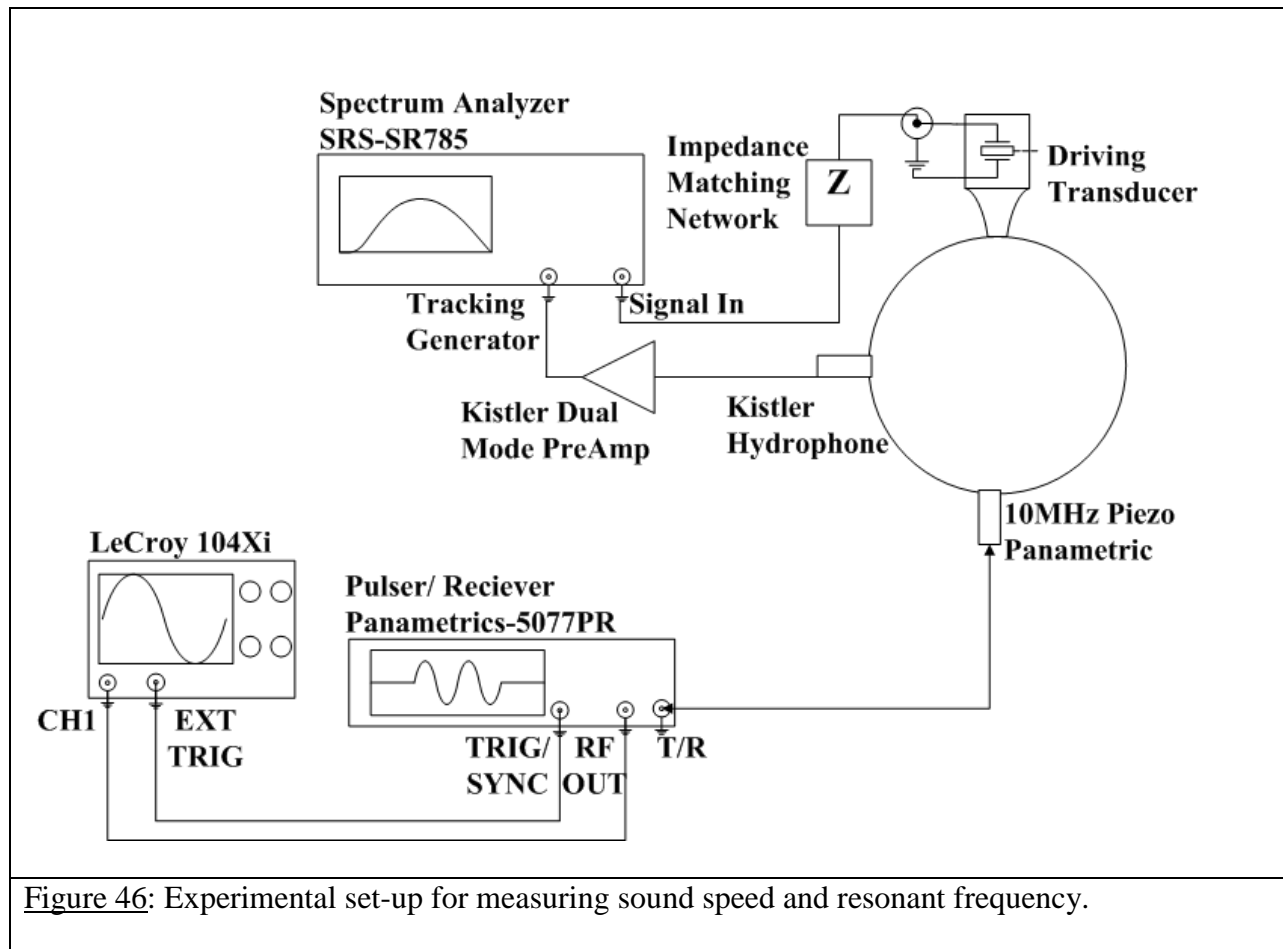 Spectrum Analyzer
SRS-SR785
Impedance
Matching
Network
Z
Driving
Transducer
Tracking
Generator
Signal In
Kistler Dual
Mode PreAmp
Kistler
Hydrophone
10MHz Piezo
Panametric
LeCroy 104Xi
Pulser/ Reciever
Panametrics-5077PR
CH1
EXT
TRIG
TRIG/
SYNC
RF
OUT
T/R
Figure 46: Experimental set-up for measuring sound speed and resonant frequency.